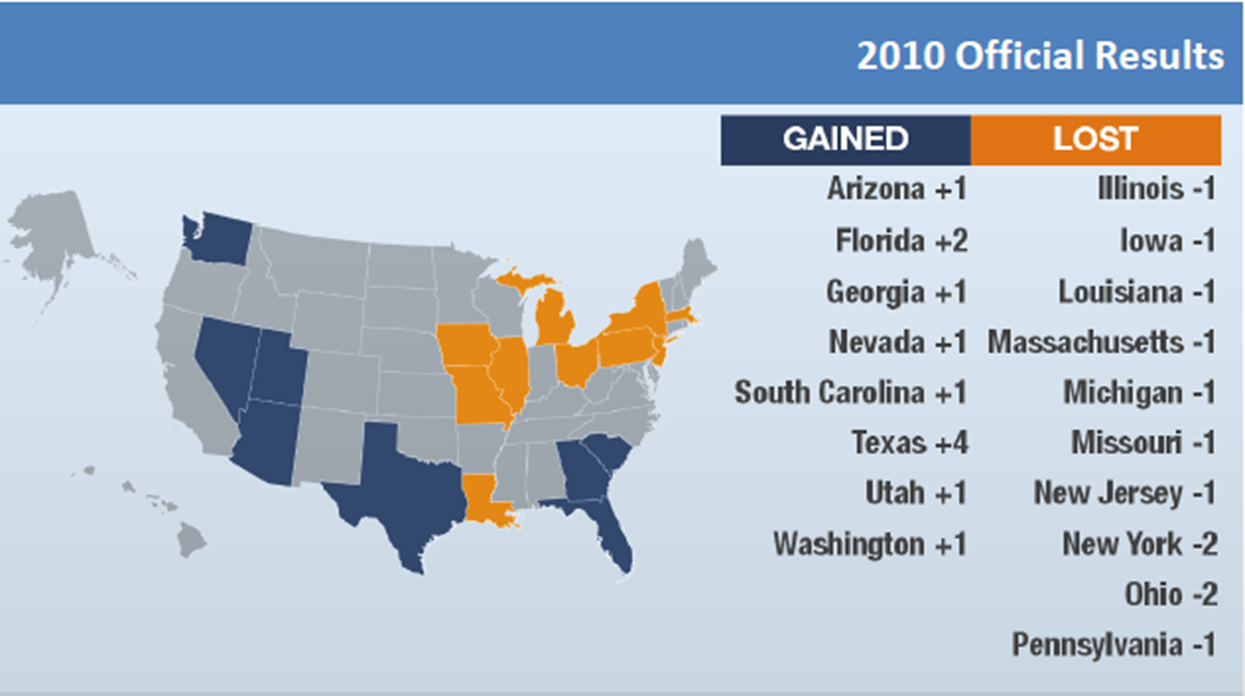 2010 Official Results
GAINED
Arizona +1
Florida +2
Georgia +1
Nevada +1
South Carolina +1
Texas +4
Utah +1
Washington +1
LOST
Illinois -1
Iowa -1
Louisiana -1
Massachusetts -1
Michigan -1
Missouri -1
New Jersey -1
New York -2
Ohio -2
Pennsylvania -1